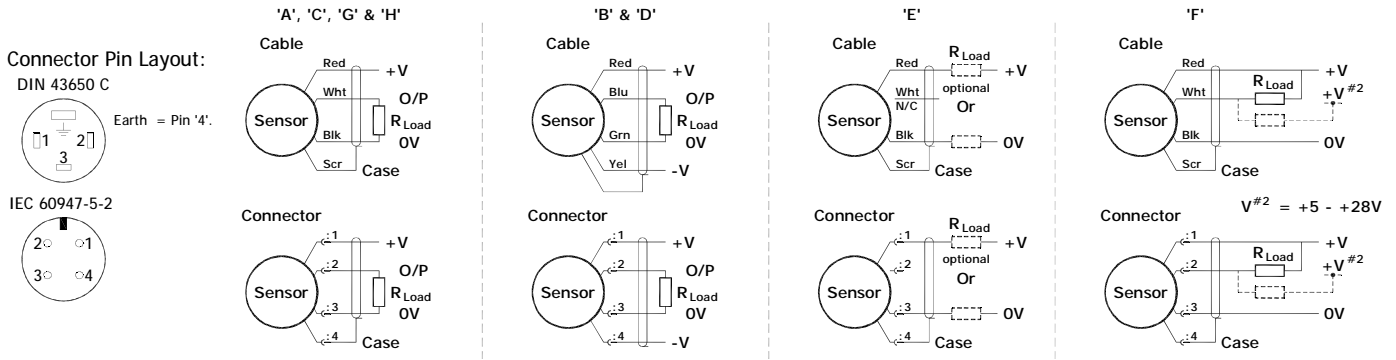 Connector Pin Layout:
DIN 43650 C
1 2
3
Earth = Pin '4'.
IEC 60947-5-2
2 1
3 4
'A', 'C', 'G' & 'H'
Cable
Sensor
Red +V
Wht O/P
R Load
Blk 0V
Scr Case
Connector
Sensor
:1 +V
:2 O/P
R Load
:3 0V
:4 Case
'B' & 'D'
Cable
Sensor
Red +V
Blu O/P
R Load
Grn 0V
Yel -V
Connector
Sensor
:1 +V
:2 O/P
R Load
:3 0V
:4 -V
'E'
Cable
Sensor
R Load
Red +V
optional
Wht
N/C Or
Blk 0V
Scr Case
Connector
Sensor
R Load
:1 +V
optional
:2 Or
:3 0V
:4 Case
'F'
Cable
Sensor
Red +V
R Load
Wht +V #2
Blk 0V
Scr Case
V#2 = +5 - +28V
Connector
Sensor
:1 +V
R Load
:2 +V #2
:3 0V
:4 Case